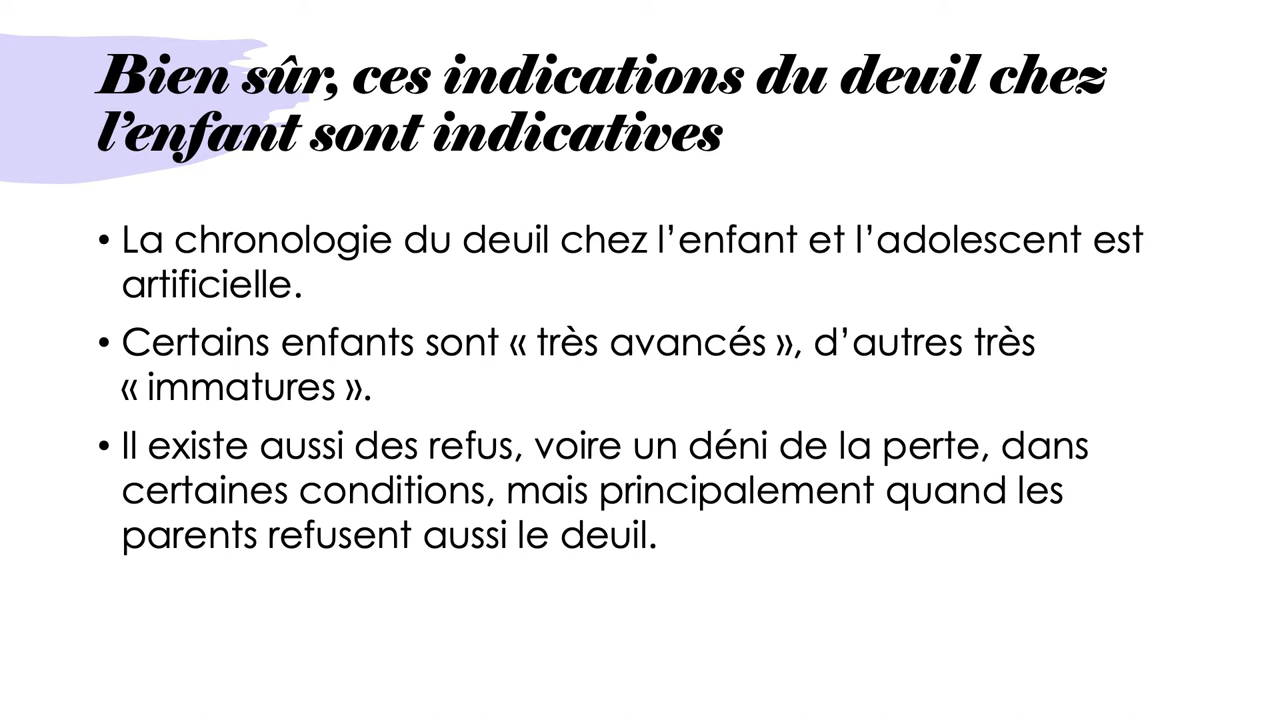 Bien sûr, ces indications du deuil chez
l’enfant sont indicatives
• La chronologie du deuil chez l’enfant et l’adolescent est
artificielle.
• Certains enfants sont « très avancés », d’autres très
« immatures ».
• Il existe aussi des refus, voire un déni de la perte, dans
certaines conditions, mais principalement quand les
parents refusent aussi le deuil.